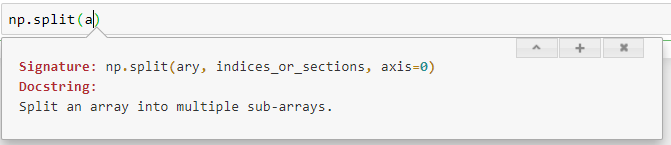 np.split(a)
Signature: np.split(ary, indices_or_sections, axis=0)
Docstring:
Split an array into multiple sub-arrays.